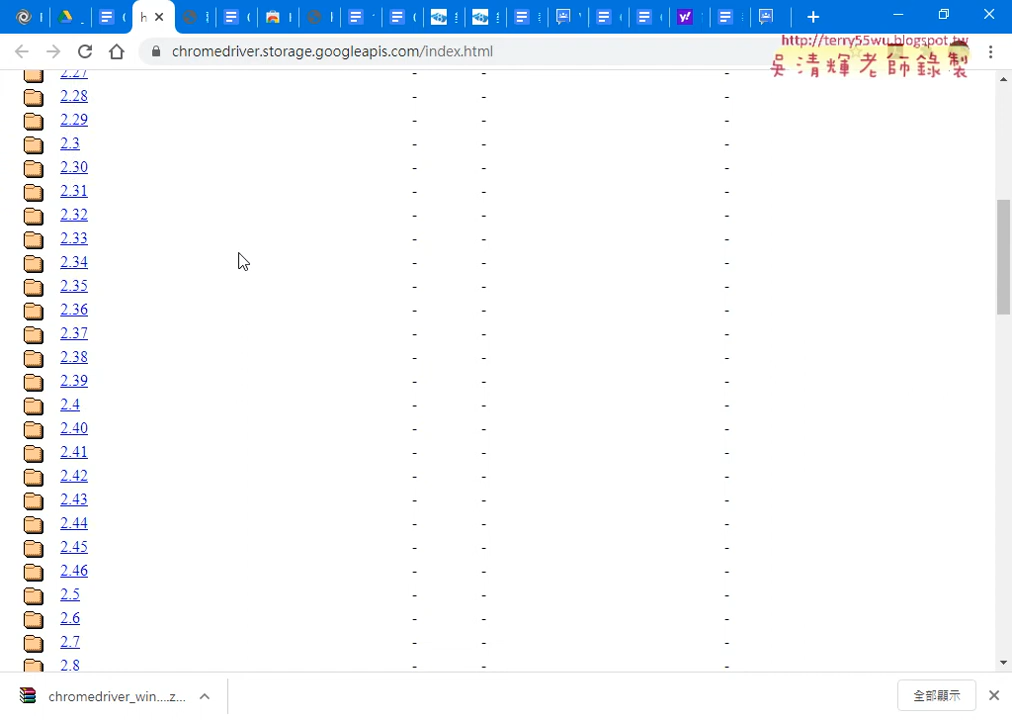 chromedriver.storage.googleapis.com/index.html
http://terry55wu.blogspot.tw
吳清輝老師錄製
2.27 - - -
2.28 - - -
2.29 - - -
2.3 - - -
2.30 - - -
2.31 - - -
2.32 - - -
2.33 - - -
2.34 - - -
2.35 - - -
2.36 - - -
2.37 - - -
2.38 - - -
2.39 - - -
2.4 - - -
2.40 - - -
2.41 - - -
2.42 - - -
2.43 - - -
2.44 - - -
2.45 - - -
2.46 - - -
2.5 - - -
2.6 - - -
2.7 - - -
2.8 - - -
chromedriver_win....z...
全部顯示